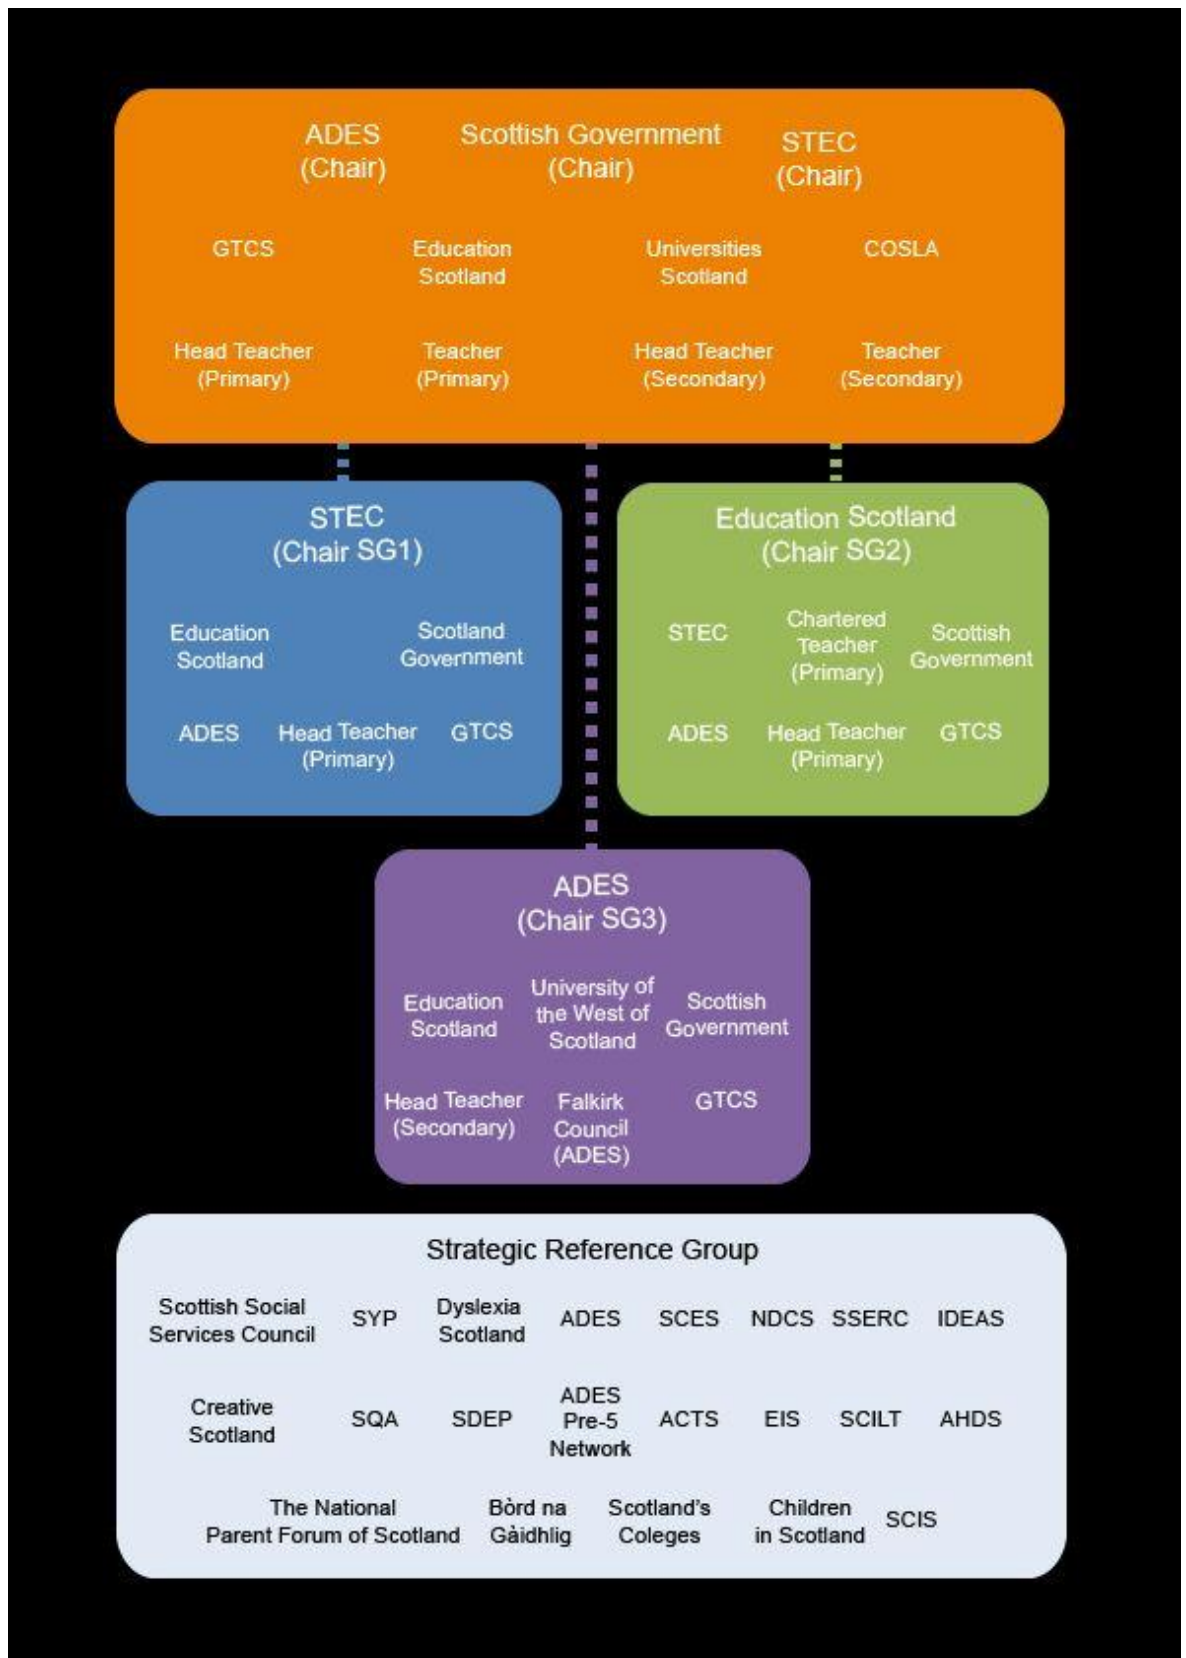 ADES
(Chair)
Scottish Government
(Chair)
STEC
(Chair)
GTCS
Education
Scotland
Universities
Scotland
COSLA
Head Teacher
(Primary)
Teacher
(Primary)
Head Teacher
(Secondary)
Teacher
(Secondary)
STEC
(Chair SG1)
Education
Scotland
Scotland
Government
ADES
Head Teacher
(Primary)
GTCS
Education Scotland
(Chair SG2)
STEC
Chartered
Teacher
(Primary)
Scottish
Government
ADES
Head Teacher
(Primary)
GTCS
ADES
(Chair SG3)
Education
Scotland
University of
the West of
Scotland
Scottish
Government
Head Teacher
(Secondary)
Falkirk
Council
(ADES)
GTCS
Strategic Reference Group
Scottish Social
Services Council
SYP
Dyslexia
Scotland
ADES
SCES
NDCS
SSERC
IDEAS
Creative
Scotland
SQA
SDEP
ADES
Pre-5
Network
ACTS
EIS
SCILT
AHDS
The National
Parent Forum of Scotland
Bòrd na
Gàidhlig
Scotland's
Coleges
Children
in Scotland
SCIS